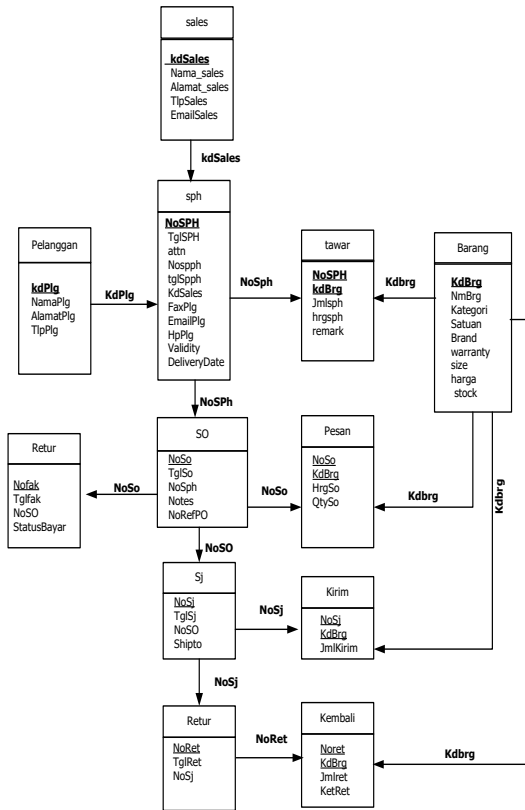 sales
kdSales
Nama_sales
Alamat_sales
TlpSales
EmailSales
kdSales
sph
NoSPH
TglSPH
attn
Nospph
tglSpph
KdSales
FaxPlg
EmailPlg
HpPlg
Validity
DeliveryDate
Pelanggan
kdPlg
NamaPlg
AlamatPlg
TlpPlg
KdPlg
NoSph
tawar
NoSPH
kdBrg
Jmlsph
hrgsph
remark
Kdbrg
Barang
KdBrg
NmBrg
Kategori
Satuan
Brand
warranty
size
harga
stock
NoSPh
SO
NoSo
TglSo
NoSph
Notes
NoRefPO
NoSo
Retur
Nofak
Tglfak
NoSO
StatusBayar
NoSo
Pesan
NoSo
KdBrg
HrgSo
QtySo
Kdbrg
Kdbrg
NoSO
Sj
NoSj
TglSj
NoSO
Shipto
NoSj
Kirim
NoSj
KdBrg
JmlKirim
NoSj
Retur
NoRet
TglRet
NoSj
NoRet
Kembali
Noret
KdBrg
Jmlret
KetRet
Kdbrg